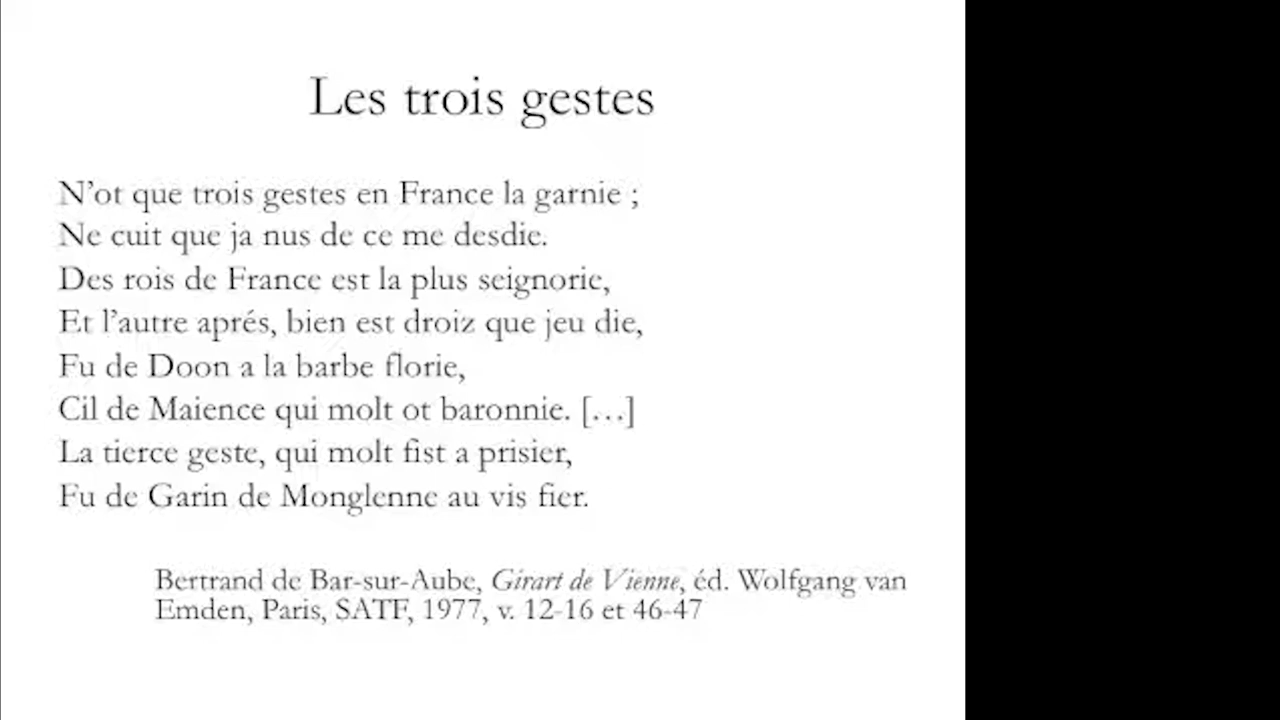 Les trois gestes
N’ot que trois gestes en France la garnie ;
Ne cuit que ja nus de ce me desdie.
Des rois de France est la plus seignorie,
Et l’autre aprés, bien est droiz que jeu die,
Fu de Doon a la barbe florie,
Cil de Maience qui molt ot baronnie. […]
La tierce geste, qui molt fist a prisier,
Fu de Garin de Monglenne au vis fier.
Bertrand de Bar-sur-Aube, Girart de Vienne, éd. Wolfgang van
Emden, Paris, SATF, 1977, v. 12-16 et 46-47